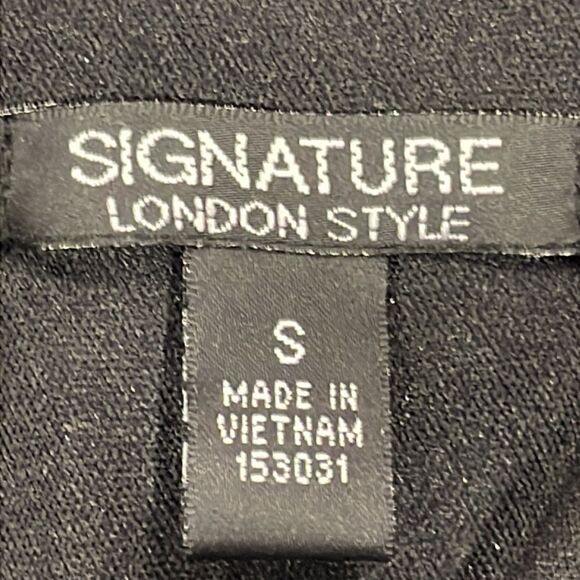 SIGNATURE
LONDON STYLE
S
MADE IN
VIETNAM
153031